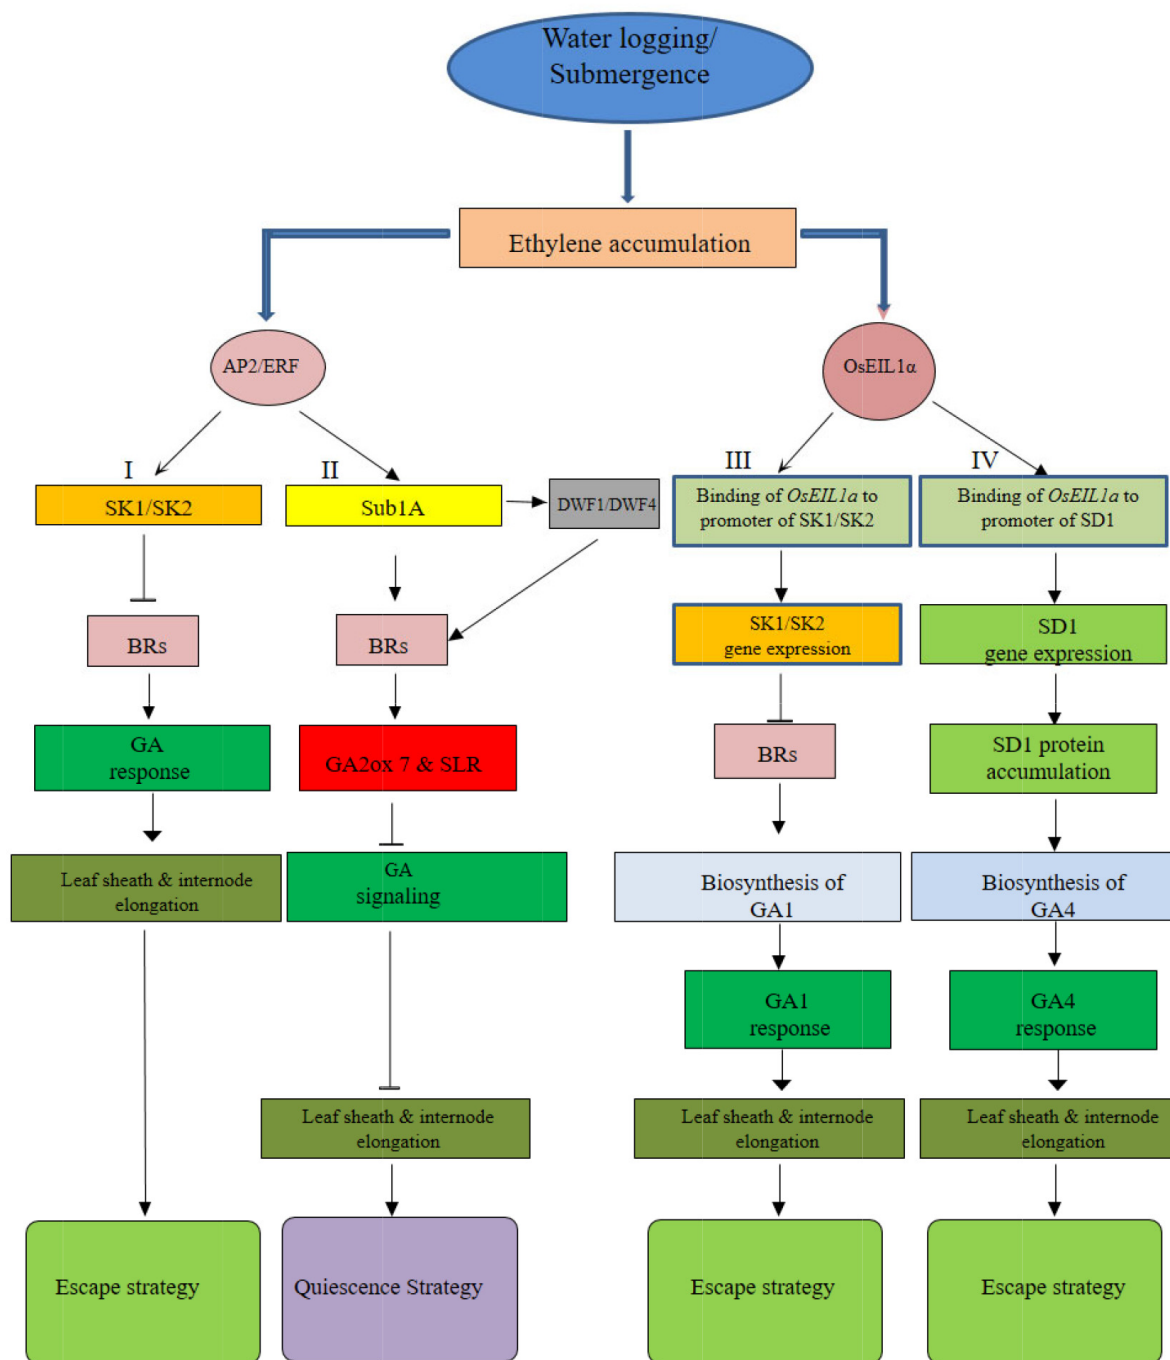 Water logging/
Submergence
Ethylene accumulation
AP2/ERF
OsEIL1α
I
II
III
IV
SK1/SK2
Sub1A
DWF1/DWF4
Binding of OsEIL1a to
promoter of SK1/SK2
Binding of OsEIL1a to
promoter of SD1
BRs
BRs
SK1/SK2
gene expression
SD1
gene expression
GA
response
GA2ox 7 & SLR
BRs
SD1 protein
accumulation
Leaf sheath & internode
elongation
GA
signaling
Biosynthesis of
GA1
Biosynthesis of
GA4
GA1
response
GA4
response
Leaf sheath & internode
elongation
Leaf sheath & internode
elongation
Leaf sheath & internode
elongation
Escape strategy
Quiescence Strategy
Escape strategy
Escape strategy